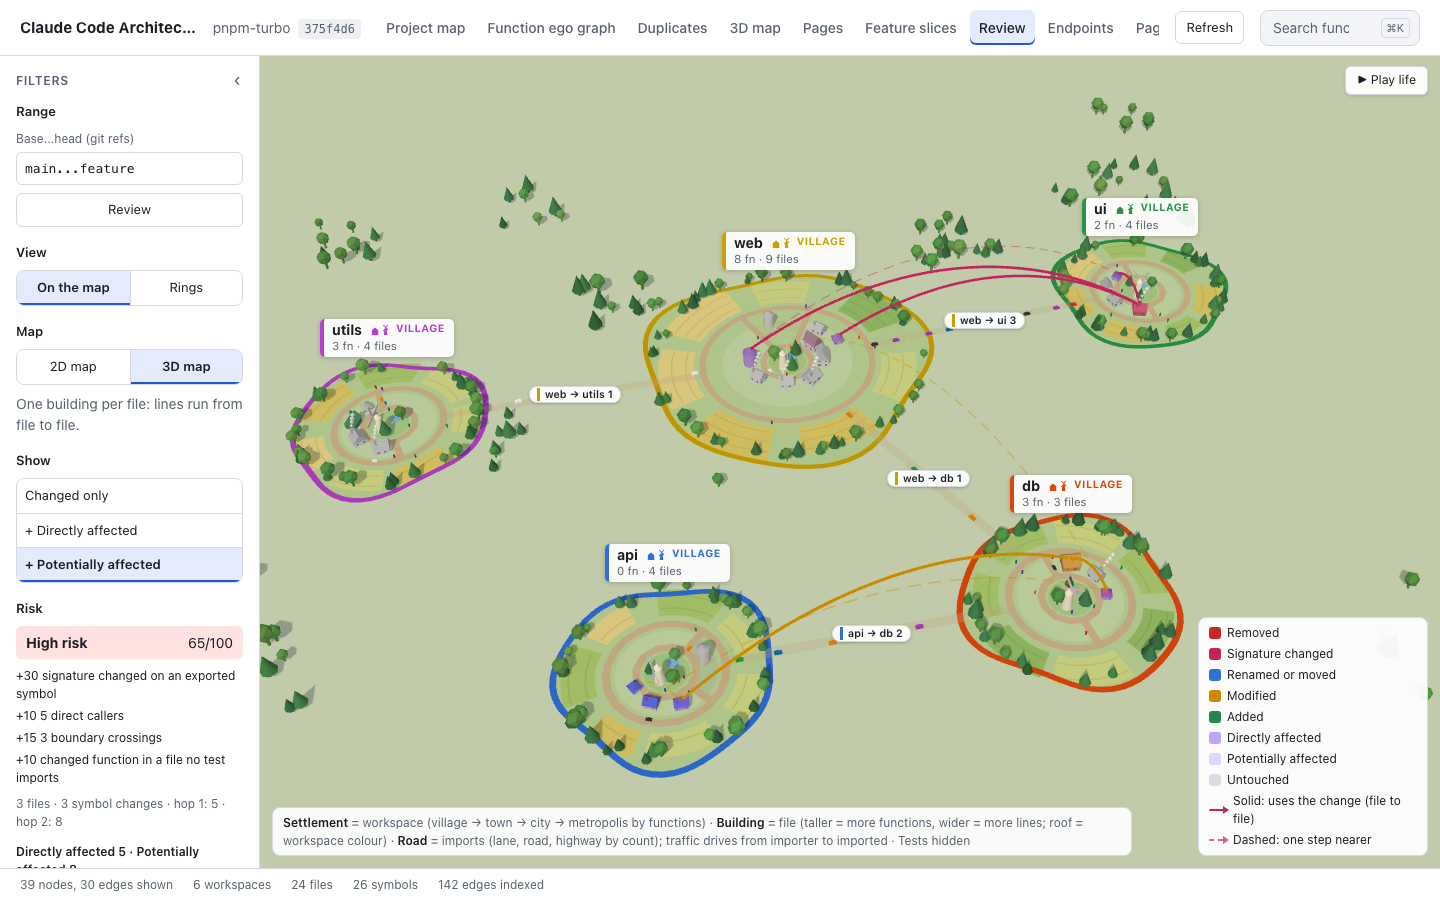 Claude Code Architec...
pnpm-turbo 375f4d6
Project map
Function ego graph
Duplicates
3D map
Pages
Feature slices
Review
Endpoints
Pag
Refresh
Search func ⌘K
FILTERS
Range
Base...head (git refs)
main...feature
Review
View
On the map
Rings
Map
2D map
3D map
One building per file: lines run from
file to file.
Show
Changed only
+ Directly affected
+ Potentially affected
Risk
High risk 65/100
+30 signature changed on an exported
symbol
+10 5 direct callers
+15 3 boundary crossings
+10 changed function in a file no test
imports
3 files · 3 symbol changes · hop 1: 5 ·
hop 2: 8
Directly affected 5 · Potentially
affected 8
▶ Play life
ui VILLAGE
2 fn · 4 files
web VILLAGE
8 fn · 9 files
web → ui 3
utils VILLAGE
3 fn · 4 files
web → utils 1
web → db 1
db VILLAGE
3 fn · 3 files
api VILLAGE
0 fn · 4 files
api → db 2
Removed
Signature changed
Renamed or moved
Modified
Added
Directly affected
Potentially affected
Untouched
Solid: uses the change (file to
file)
Dashed: one step nearer
Settlement = workspace (village → town → city → metropolis by functions) · Building = file (taller = more functions, wider = more lines; roof =
workspace colour) · Road = imports (lane, road, highway by count); traffic drives from importer to imported · Tests hidden
39 nodes, 30 edges shown
6 workspaces
24 files
26 symbols
142 edges indexed